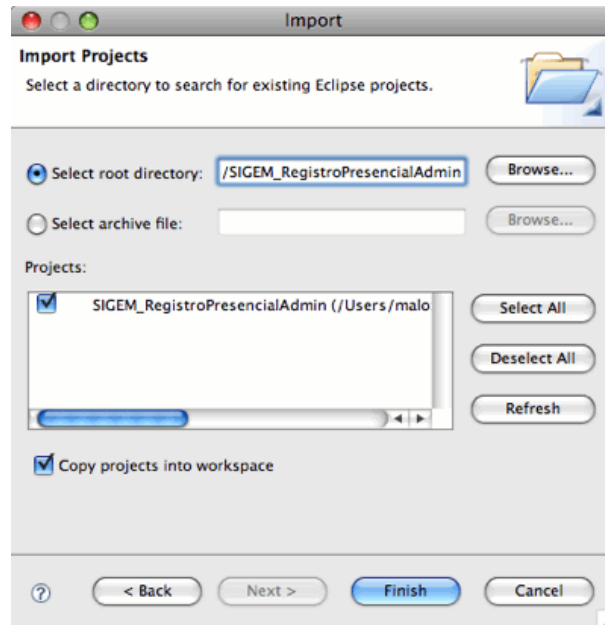 Import
Import Projects
Select a directory to search for existing Eclipse projects.
Select root directory: /SIGEM_RegistroPresencialAdmin Browse...
Select archive file: Browse...
Projects:
SIGEM_RegistroPresencialAdmin (/Users/malo
Select All
Deselect All
Refresh
Copy projects into workspace
? < Back Next > Finish Cancel